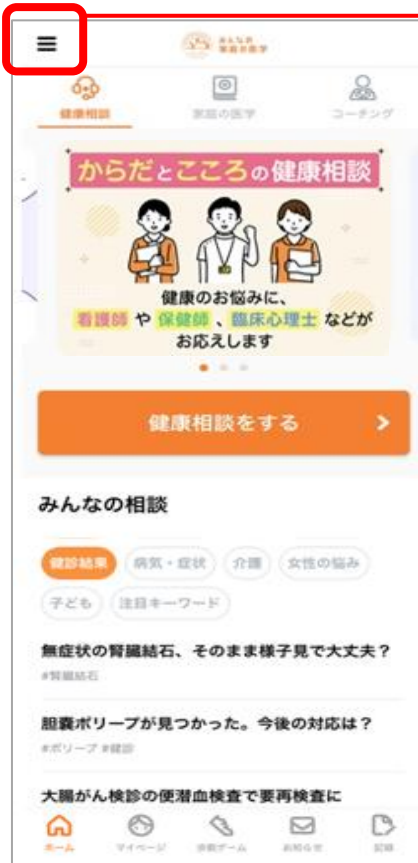 みんなの
家庭の医学
健康相談
家庭の医学
コーチング
からだとこころの健康相談
健康のお悩みに、
看護師 や 保健師 、臨床心理士 などが
お応えします
健康相談をする
みんなの相談
健診結果 病気・症状 介護 女性の悩み
子ども 注目キーワード
無症状の腎臓結石、そのまま様子見で大丈夫？
#腎臓結石
胆嚢ポリープが見つかった。今後の対応は？
#ポリープ #健診
大腸がん検診の便潜血検査で要再検査に
ホーム マイページ 歩数ゲーム お知らせ 記録